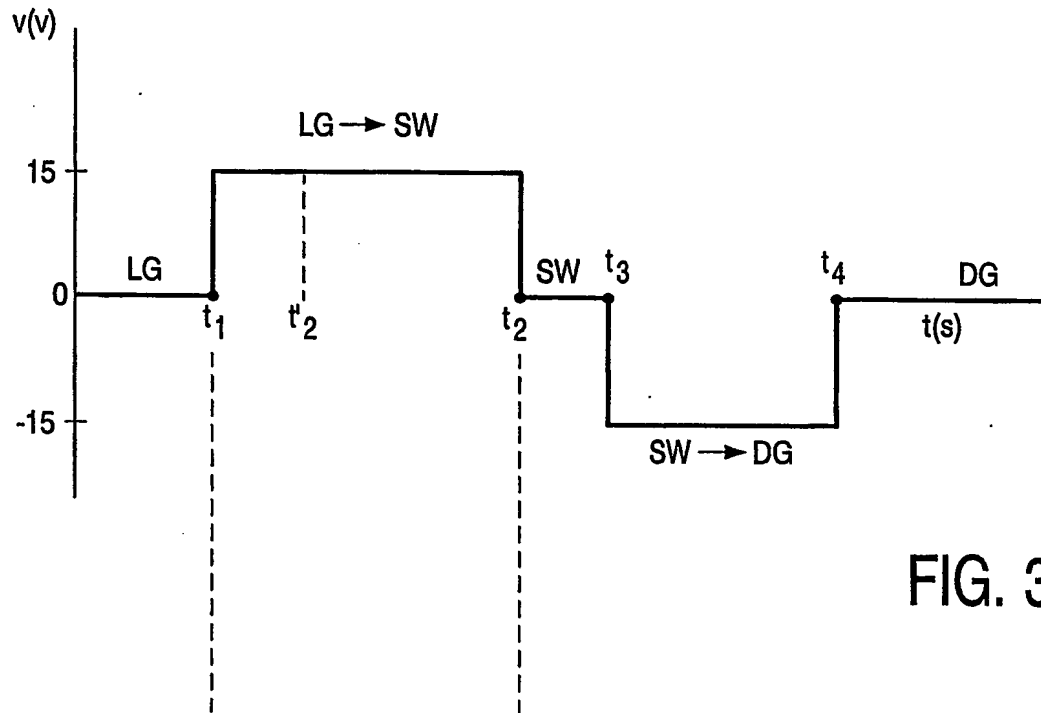 v(v)
LG → SW
15
LG
SW
t3
t4
DG
0
t1
t'2
t2
t(s)
-15
SW → DG
FIG. 3